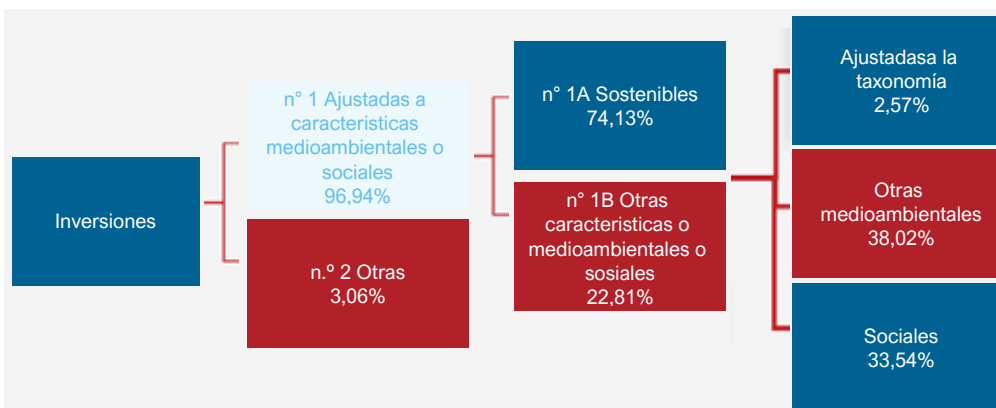 Inversiones
n° 1 Ajustadas a
caracteristicas
medioambientales o
sociales
96,94%
n.º 2 Otras
3,06%
n° 1A Sostenibles
74,13%
n° 1B Otras
caracteristicas o
medioambientales o
sosiales
22,81%
Ajustadasa la
taxonomía
2,57%
Otras
medioambientales
38,02%
Sociales
33,54%